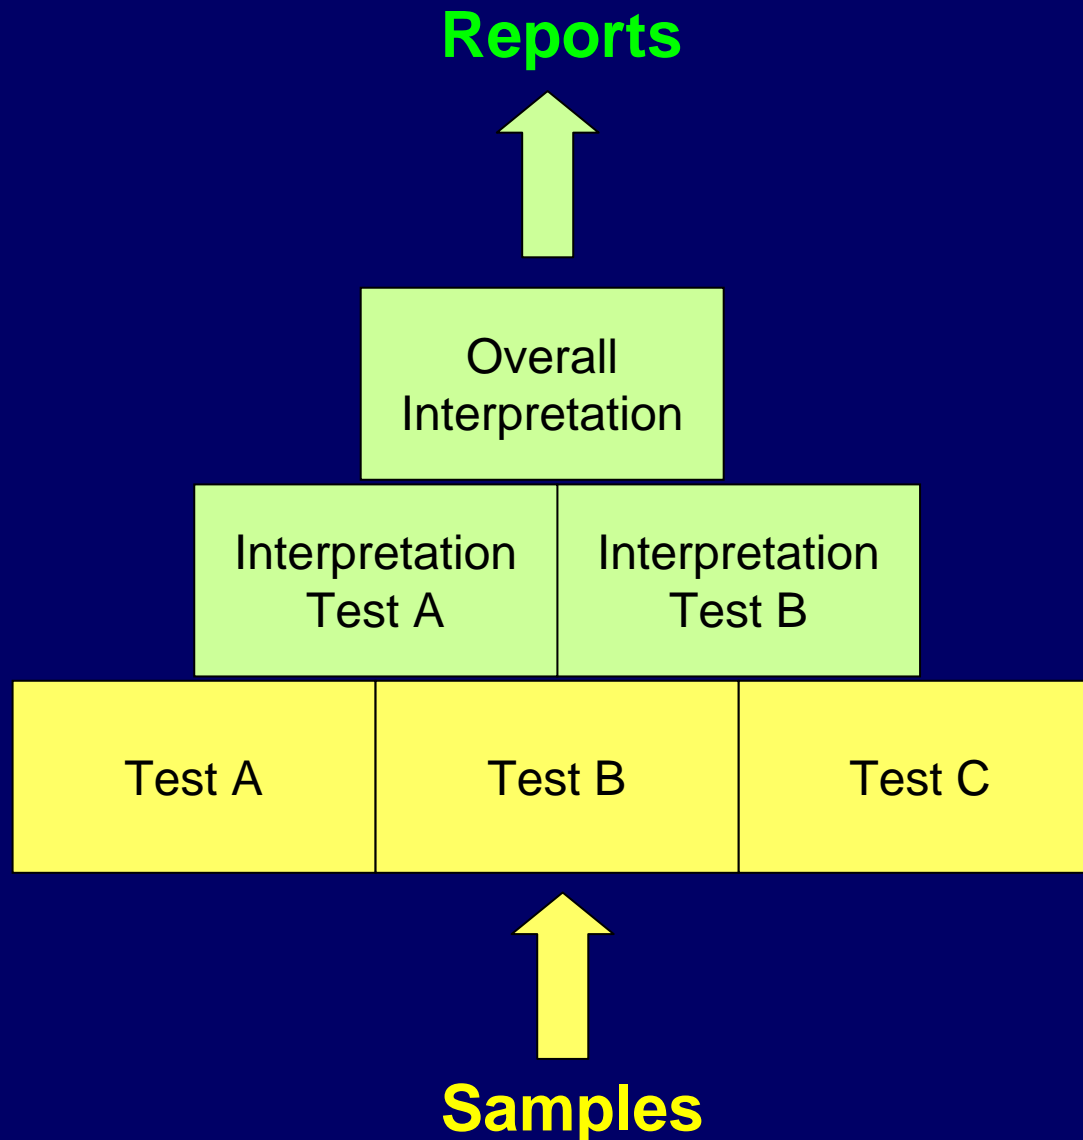 Reports
Overall
Interpretation
Interpretation
Test A
Interpretation
Test B
Test A
Test B
Test C
Samples